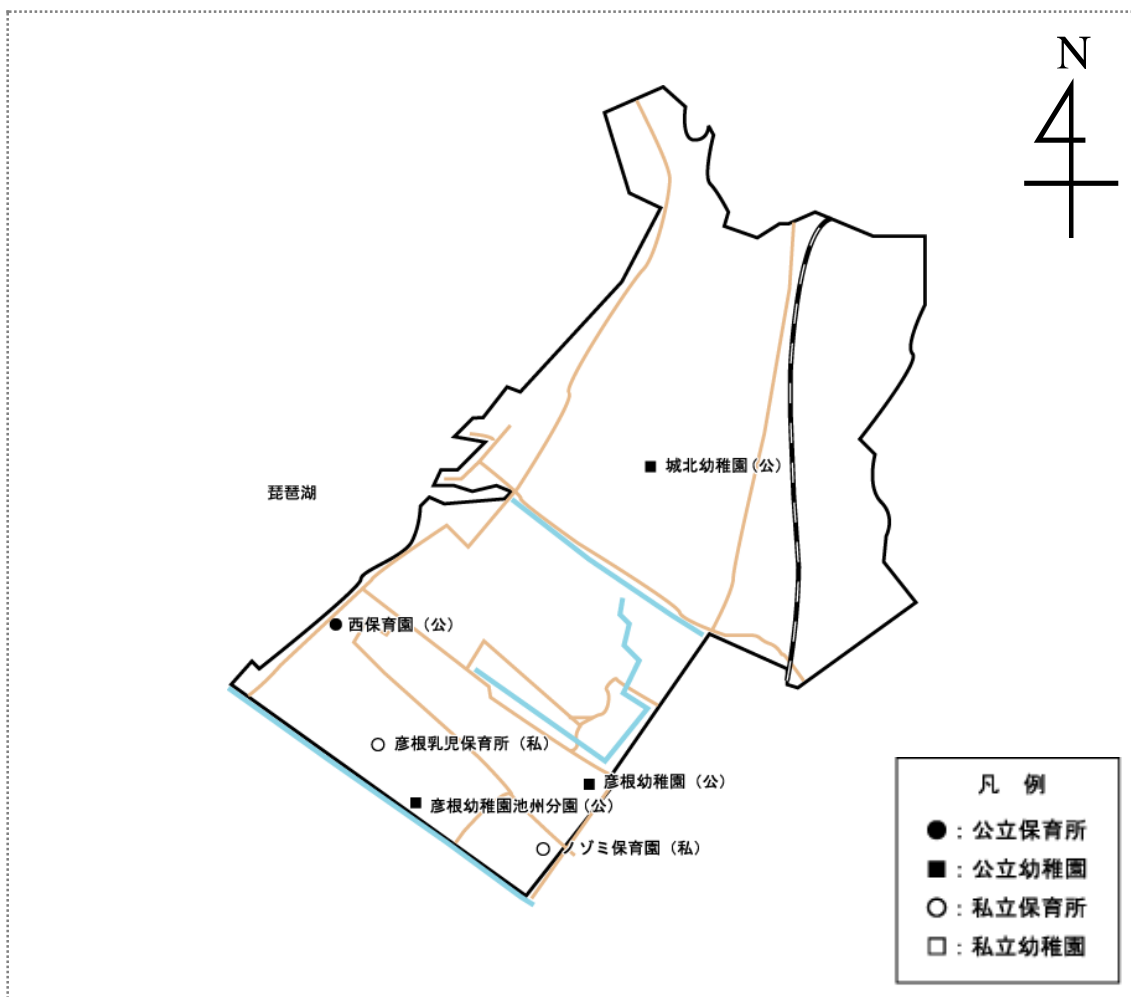 N
城北幼稚園(公)
琵琶湖
西保育園(公)
彦根乳児保育所(私)
彦根幼稚園(公)
彦根幼稚園池州分園(公)
ノゾミ保育園(私)
凡 例
●:公立保育所
■:公立幼稚園
○:私立保育所
□:私立幼稚園